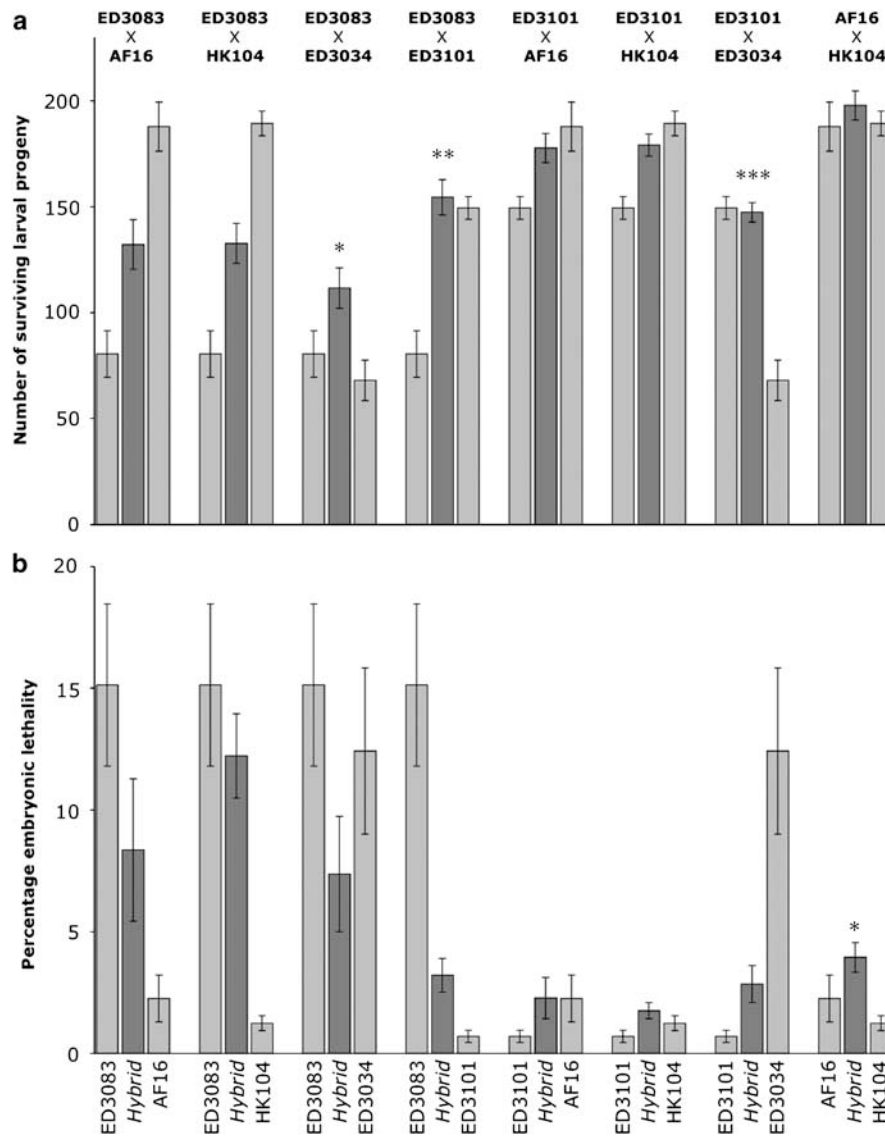 a
ED3083 ED3083 ED3083 ED3083 ED3101 ED3101 ED3101 AF16
X X X X X X X X
AF16 HK104 ED3034 ED3101 AF16 HK104 ED3034 HK104
Number of surviving larval progeny
200
150
100
50
0
*
**
***
b
Percentage embryonic lethality
20
15
10
5
0
*
ED3083 Hybrid AF16
ED3083 Hybrid HK104
ED3083 Hybrid ED3034
ED3083 Hybrid ED3101
ED3101 Hybrid AF16
ED3101 Hybrid HK104
ED3101 Hybrid ED3034
AF16 Hybrid HK104